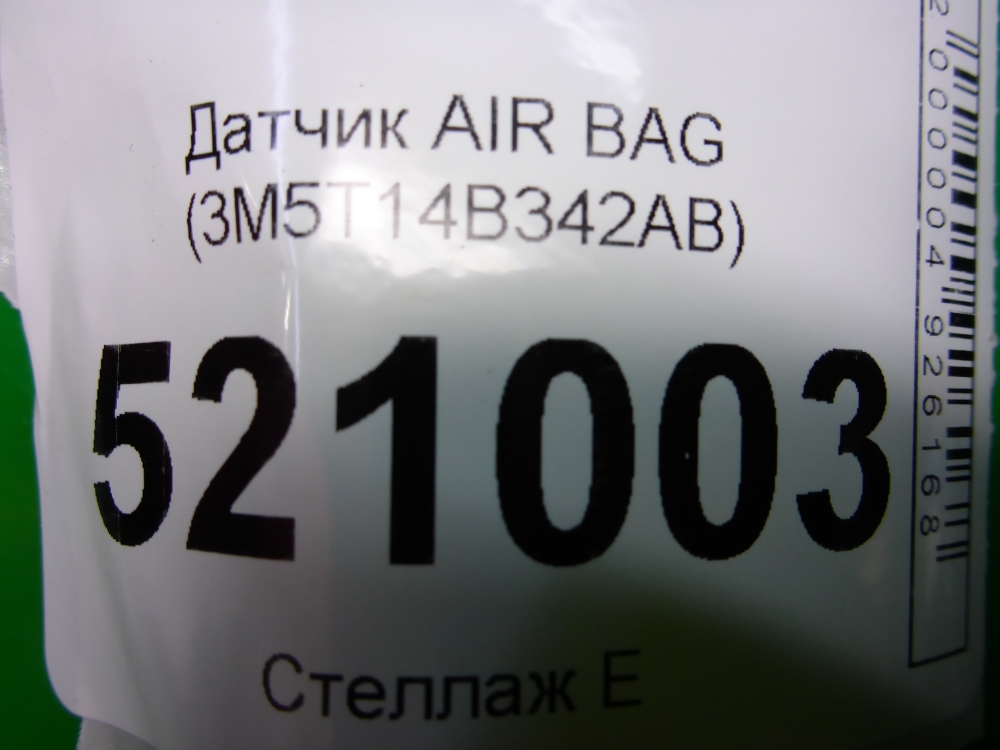 Датчик AIR BAG
(3M5T14B342AB)
521003
Стеллаж E
2000004926168